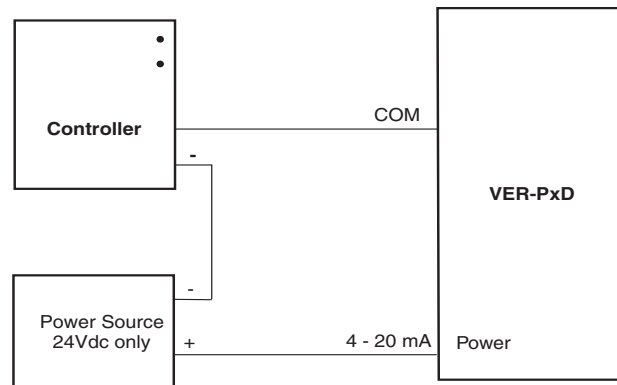 COM
Controller
-
VER-PxD
-
Power Source
24Vdc only
+
4 - 20 mA
Power